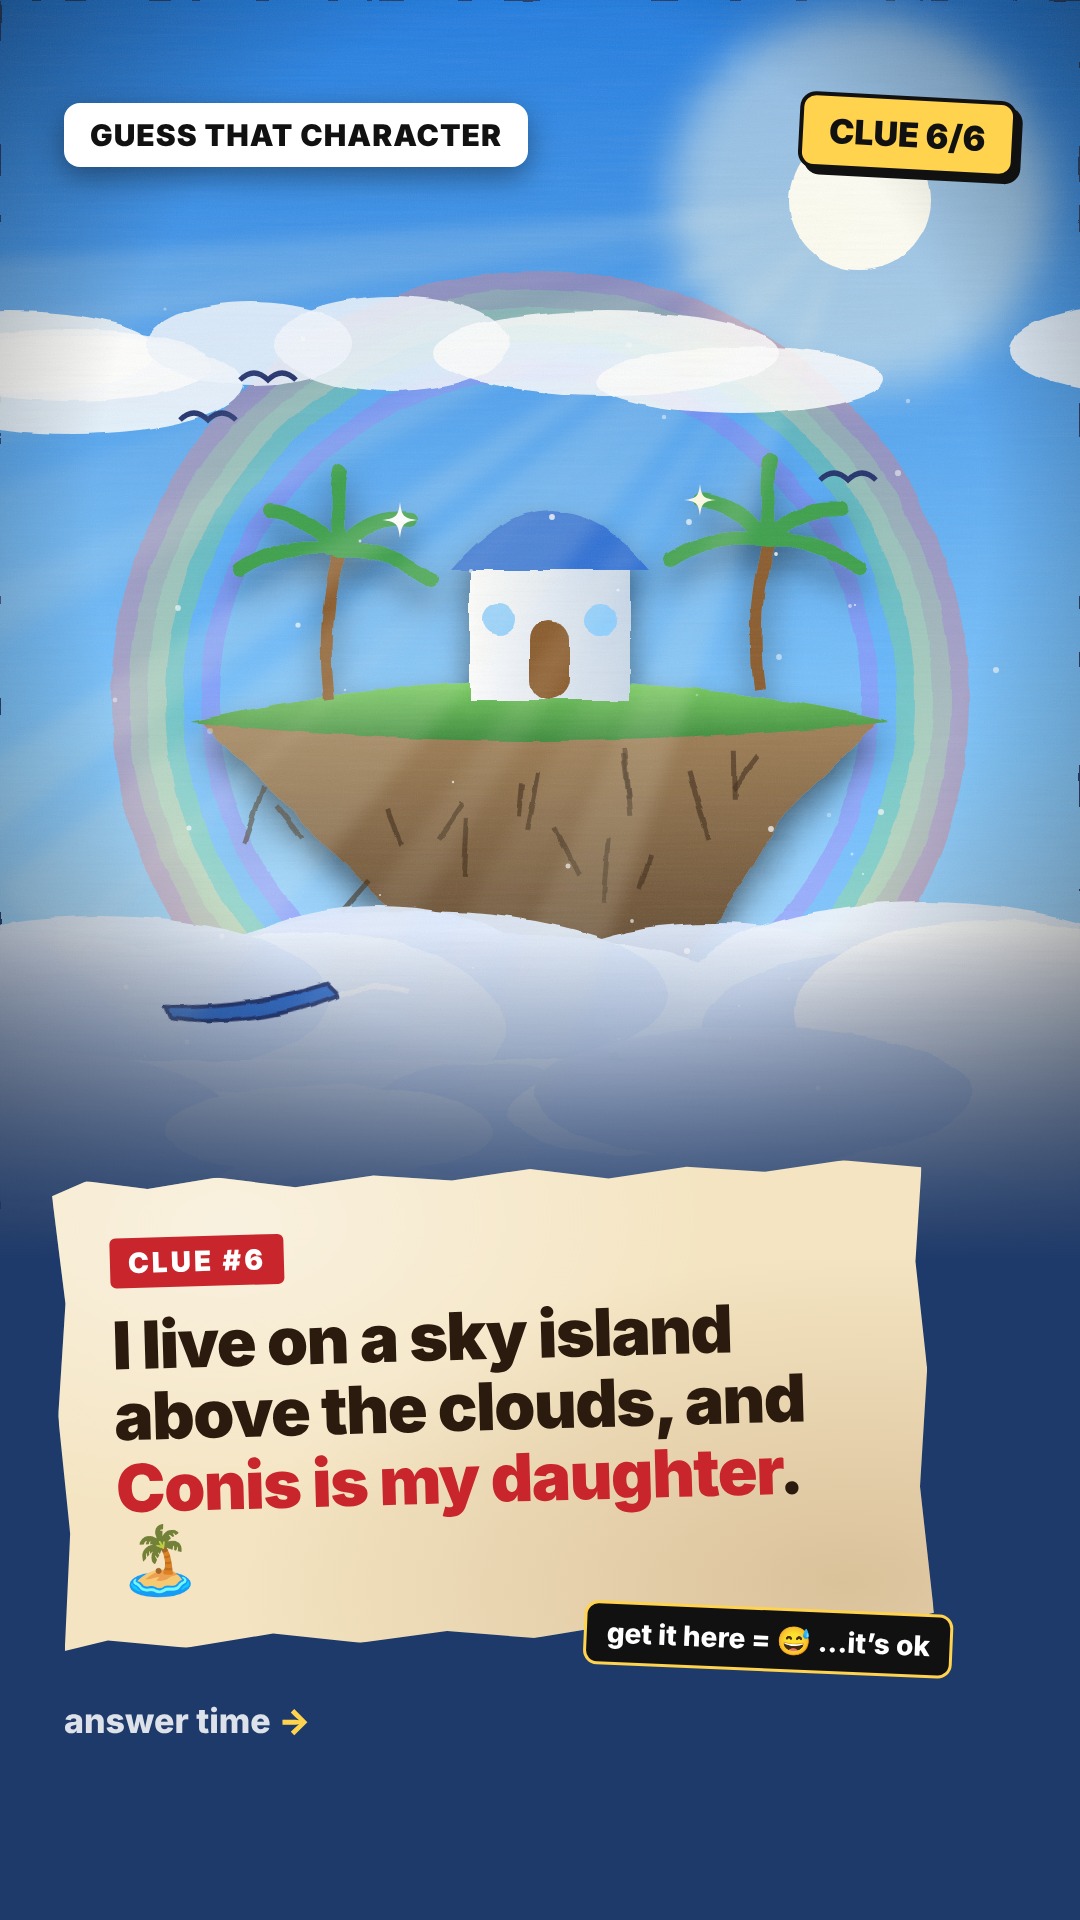 GUESS THAT CHARACTER
CLUE 6/6
CLUE #6
I live on a sky island
above the clouds, and
Conis is my daughter.
🏝️
get it here = 😅 ...it's ok
answer time →